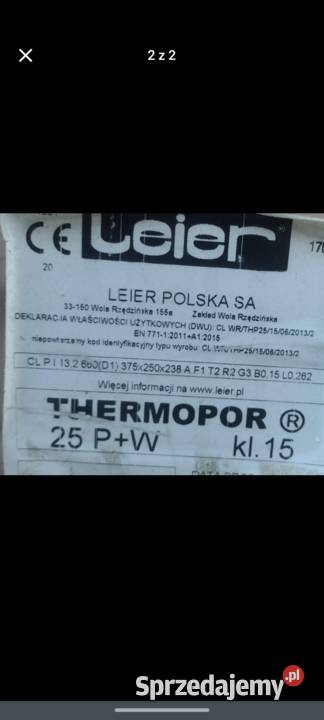 2 z 2
CE Leier ®
20
LEIER POLSKA SA
33-150 Wola Rzędzińska 155a Zakład Wola Rzędzińska
DEKLARACJA WŁAŚCIWOŚCI UŻYTKOWYCH (DWU): CL WR/THP25/15/06/2013/2
EN 771-1:2011+A1:2015
niepowtarzalny kod identyfikacyjny typu wyrobu: CL WR/THP25/15/06/2013/2
CL P I 13,2 660(D1) 375x250x238 A F1 T2 R2 G3 B0,15 L0,262
Więcej informacji na www.leier.pl
THERMOPOR ®
25 P+W kl.15
Sprzedajemy.pl